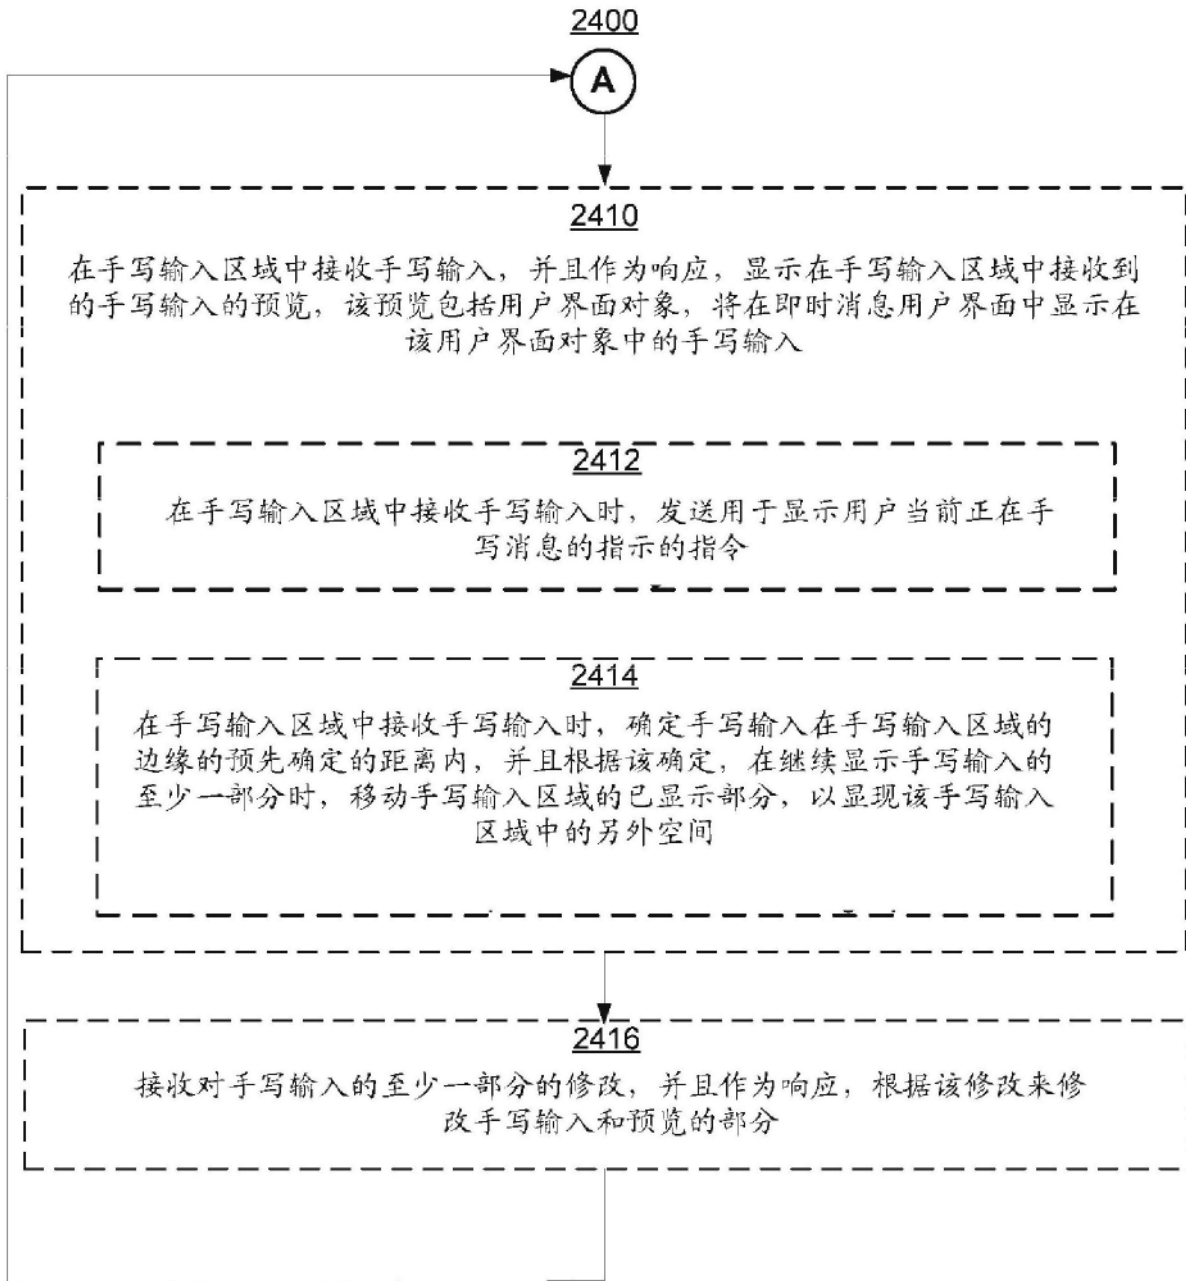 2400
A
2410
在手写输入区域中接收手写输入，并且作为响应，显示在手写输入区域中接收到
的手写输入的预览，该预览包括用户界面对象，将在即时消息用户界面中显示在
该用户界面对象中的手写输入
2412
在手写输入区域中接收手写输入时，发送用于显示用户当前正在手
写消息的指示的指令
2414
在手写输入区域中接收手写输入时，确定手写输入在手写输入区域的
边缘的预先确定的距离内，并且根据该确定，在继续显示手写输入的
至少一部分时，移动手写输入区域的已显示部分，以显现该手写输入
区域中的另外空间
2416
接收对手写输入的至少一部分的修改，并且作为响应，根据该修改来修
改手写输入和预览的部分